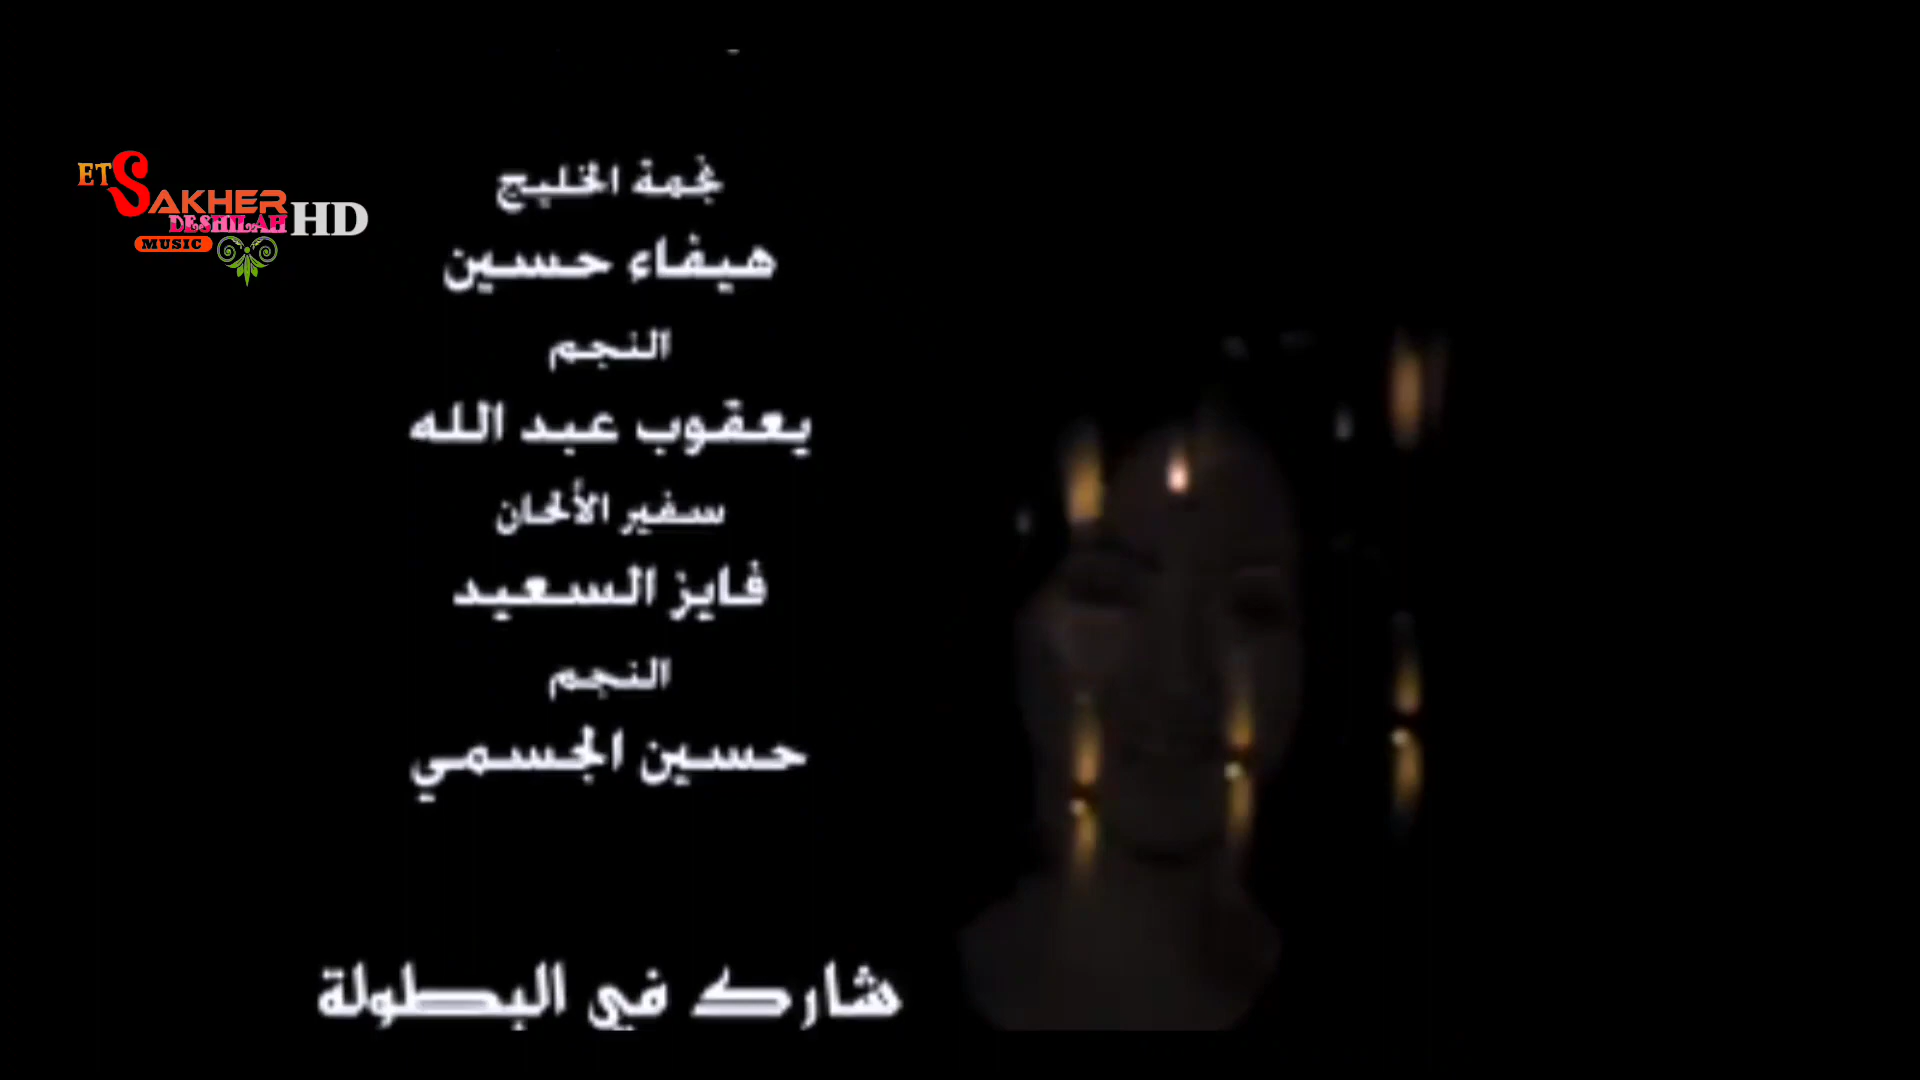 ET SAKHER HD
DESHILAH
MUSIC
نجمة الخليج
هيفاء حسين
النجم
يعقوب عبد الله
سفير الألحان
فايز السعيد
النجم
حسين الجسمي
شارك في البطولة